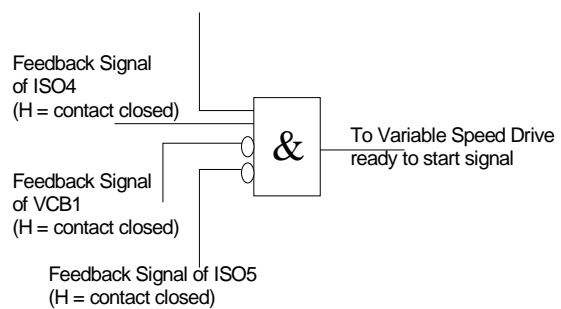 Feedback Signal
of ISO4
(H = contact closed)
&
To Variable Speed Drive
ready to start signal
Feedback Signal
of VCB1
(H = contact closed)
Feedback Signal of ISO5
(H = contact closed)